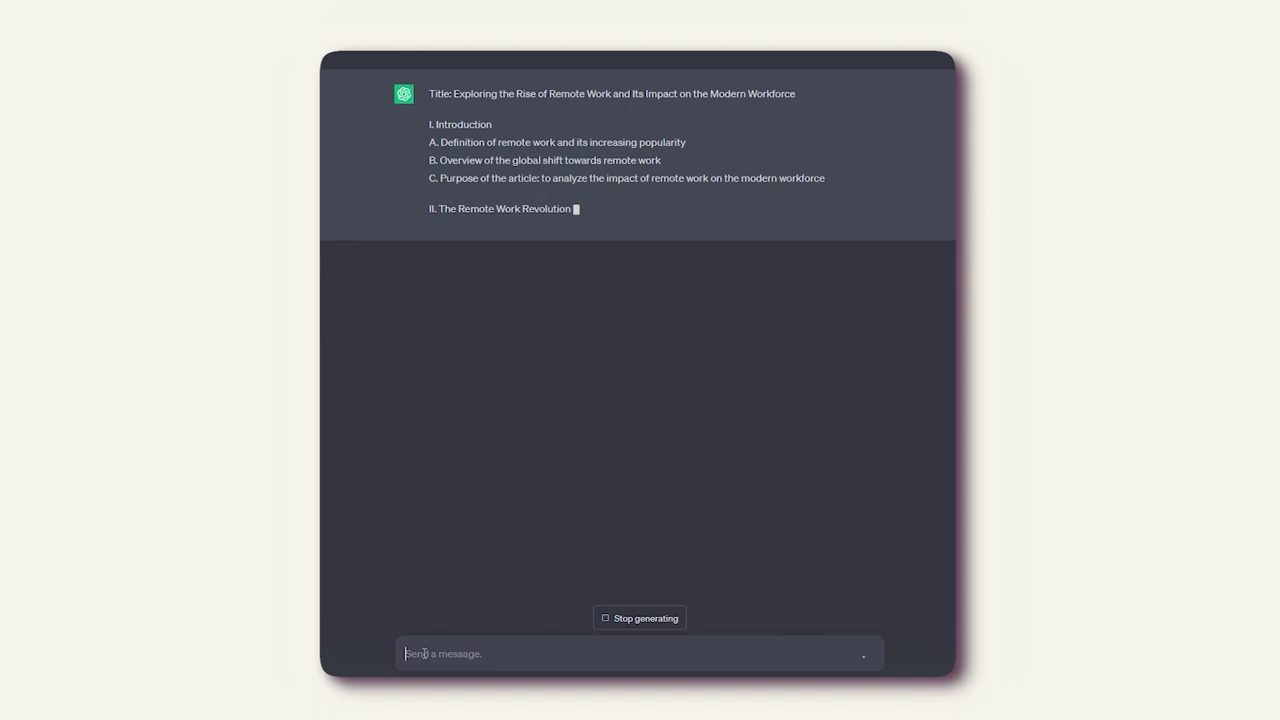 Title: Exploring the Rise of Remote Work and Its Impact on the Modern Workforce
I. Introduction
A. Definition of remote work and its increasing popularity
B. Overview of the global shift towards remote work
C. Purpose of the article: to analyze the impact of remote work on the modern workforce
II. The Remote Work Revolution
Stop generating
Send a message.